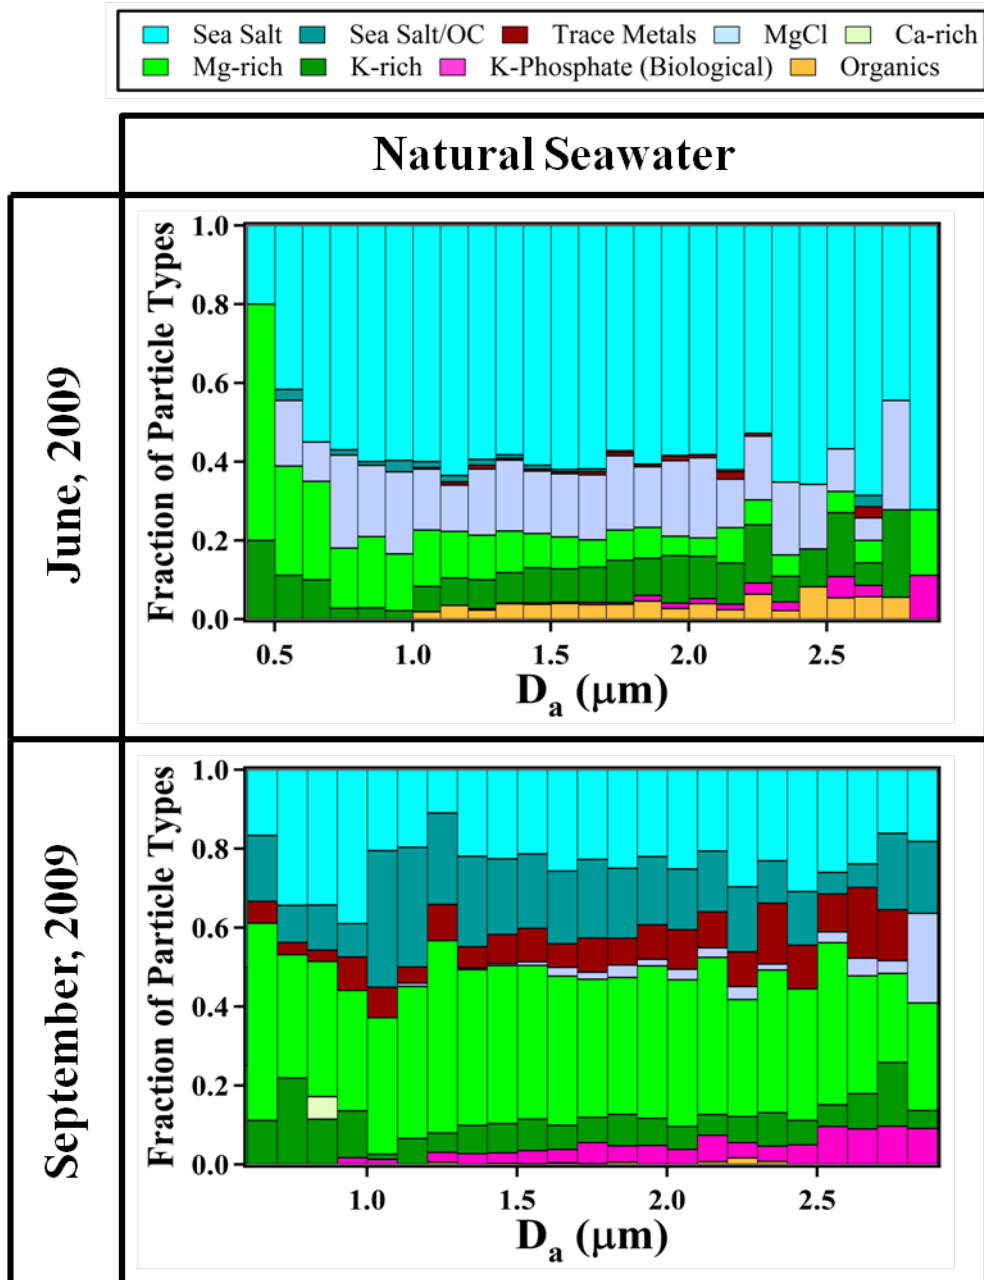 Sea Salt Sea Salt/OC Trace Metals MgCl Ca-rich
Mg-rich K-rich K-Phosphate (Biological) Organics
Natural Seawater
June, 2009
Fraction of Particle Types
1.0
0.8
0.6
0.4
0.2
0.0
0.5 1.0 1.5 2.0 2.5
Da (μm)
September, 2009
Fraction of Particle Types
1.0
0.8
0.6
0.4
0.2
0.0
1.0 1.5 2.0 2.5
Da (μm)